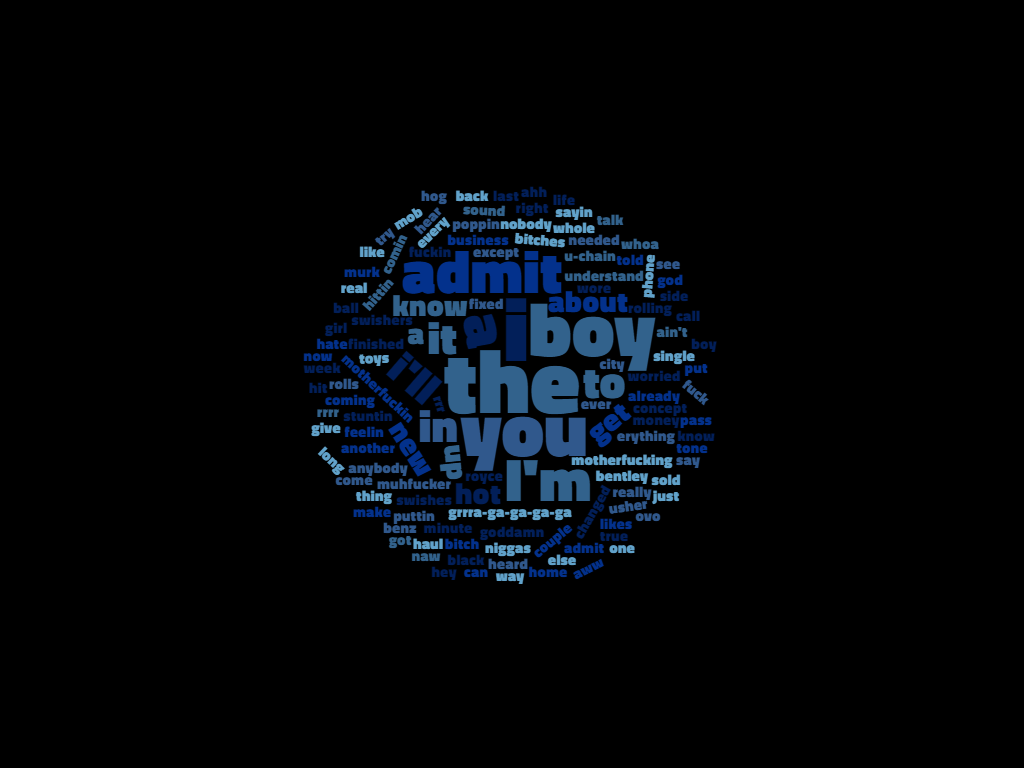 hog back last ahh life
mob hear sound right sayin talk
try every poppin nobody whole
comin business bitches needed whoa
like fuckin except u-chain told phone see
murk admit understand god
real hittin wore side
know fixed about rolling call
ball swishers a it a i boy ain't
girl boy
hate finished city single
now toys i'll the to worried put
week motherfuckin
hit rolls rrr ever already fuck
coming concept
rrrr stuntin in you get money pass
give feelin new erything know
another up tone
long anybody motherfucking say
come muhfucker royce I'm bentley sold
thing swishes hot really just
make puttin grrra-ga-ga-ga-ga changed usher ovo
benz minute goddamn likes
got haul bitch niggas couple true
naw admit one
black heard else
hey can way home aww